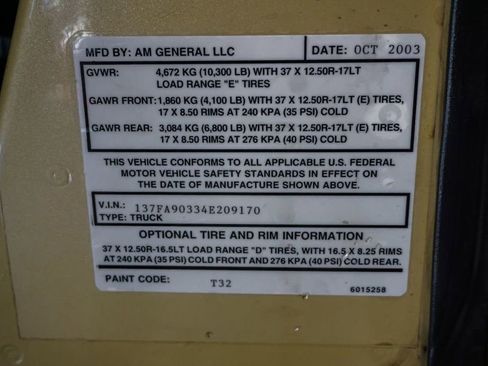 MFD BY: AM GENERAL LLC DATE: OCT 2003
GVWR: 4,672 KG (10,300 LB) WITH 37 X 12.50R-17LT
LOAD RANGE "E" TIRES
GAWR FRONT: 1,860 KG (4,100 LB) WITH 37 X 12.50R-17LT (E) TIRES,
17 X 8.50 RIMS AT 240 KPA (35 PSI) COLD
GAWR REAR: 3,084 KG (6,800 LB) WITH 37 X 12.50R-17LT (E) TIRES,
17 X 8.50 RIMS AT 276 KPA (40 PSI) COLD
THIS VEHICLE CONFORMS TO ALL APPLICABLE U.S. FEDERAL
MOTOR VEHICLE SAFETY STANDARDS IN EFFECT ON
THE DATE OF MANUFACTURE SHOWN ABOVE.
V.I.N.: 137FA90334E209170
TYPE: TRUCK
OPTIONAL TIRE AND RIM INFORMATION
37 X 12.50R-16.5LT LOAD RANGE "D" TIRES, WITH 16.5 X 8.25 RIMS
AT 240 KPA (35 PSI) COLD FRONT AND 276 KPA (40 PSI) COLD REAR.
PAINT CODE: T32
6015258